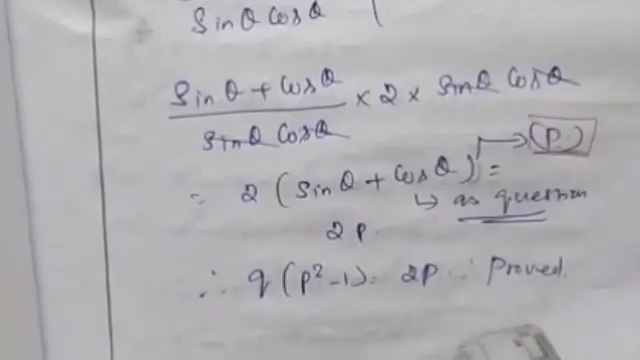 sinθ cosθ
sinθ + cosθ / sinθ cosθ × 2 × sinθ cosθ
= 2 (sinθ + cosθ) = → (P.)
↳ as question
2P.
∴ q (p² - 1) = 2P ∵ Proved.